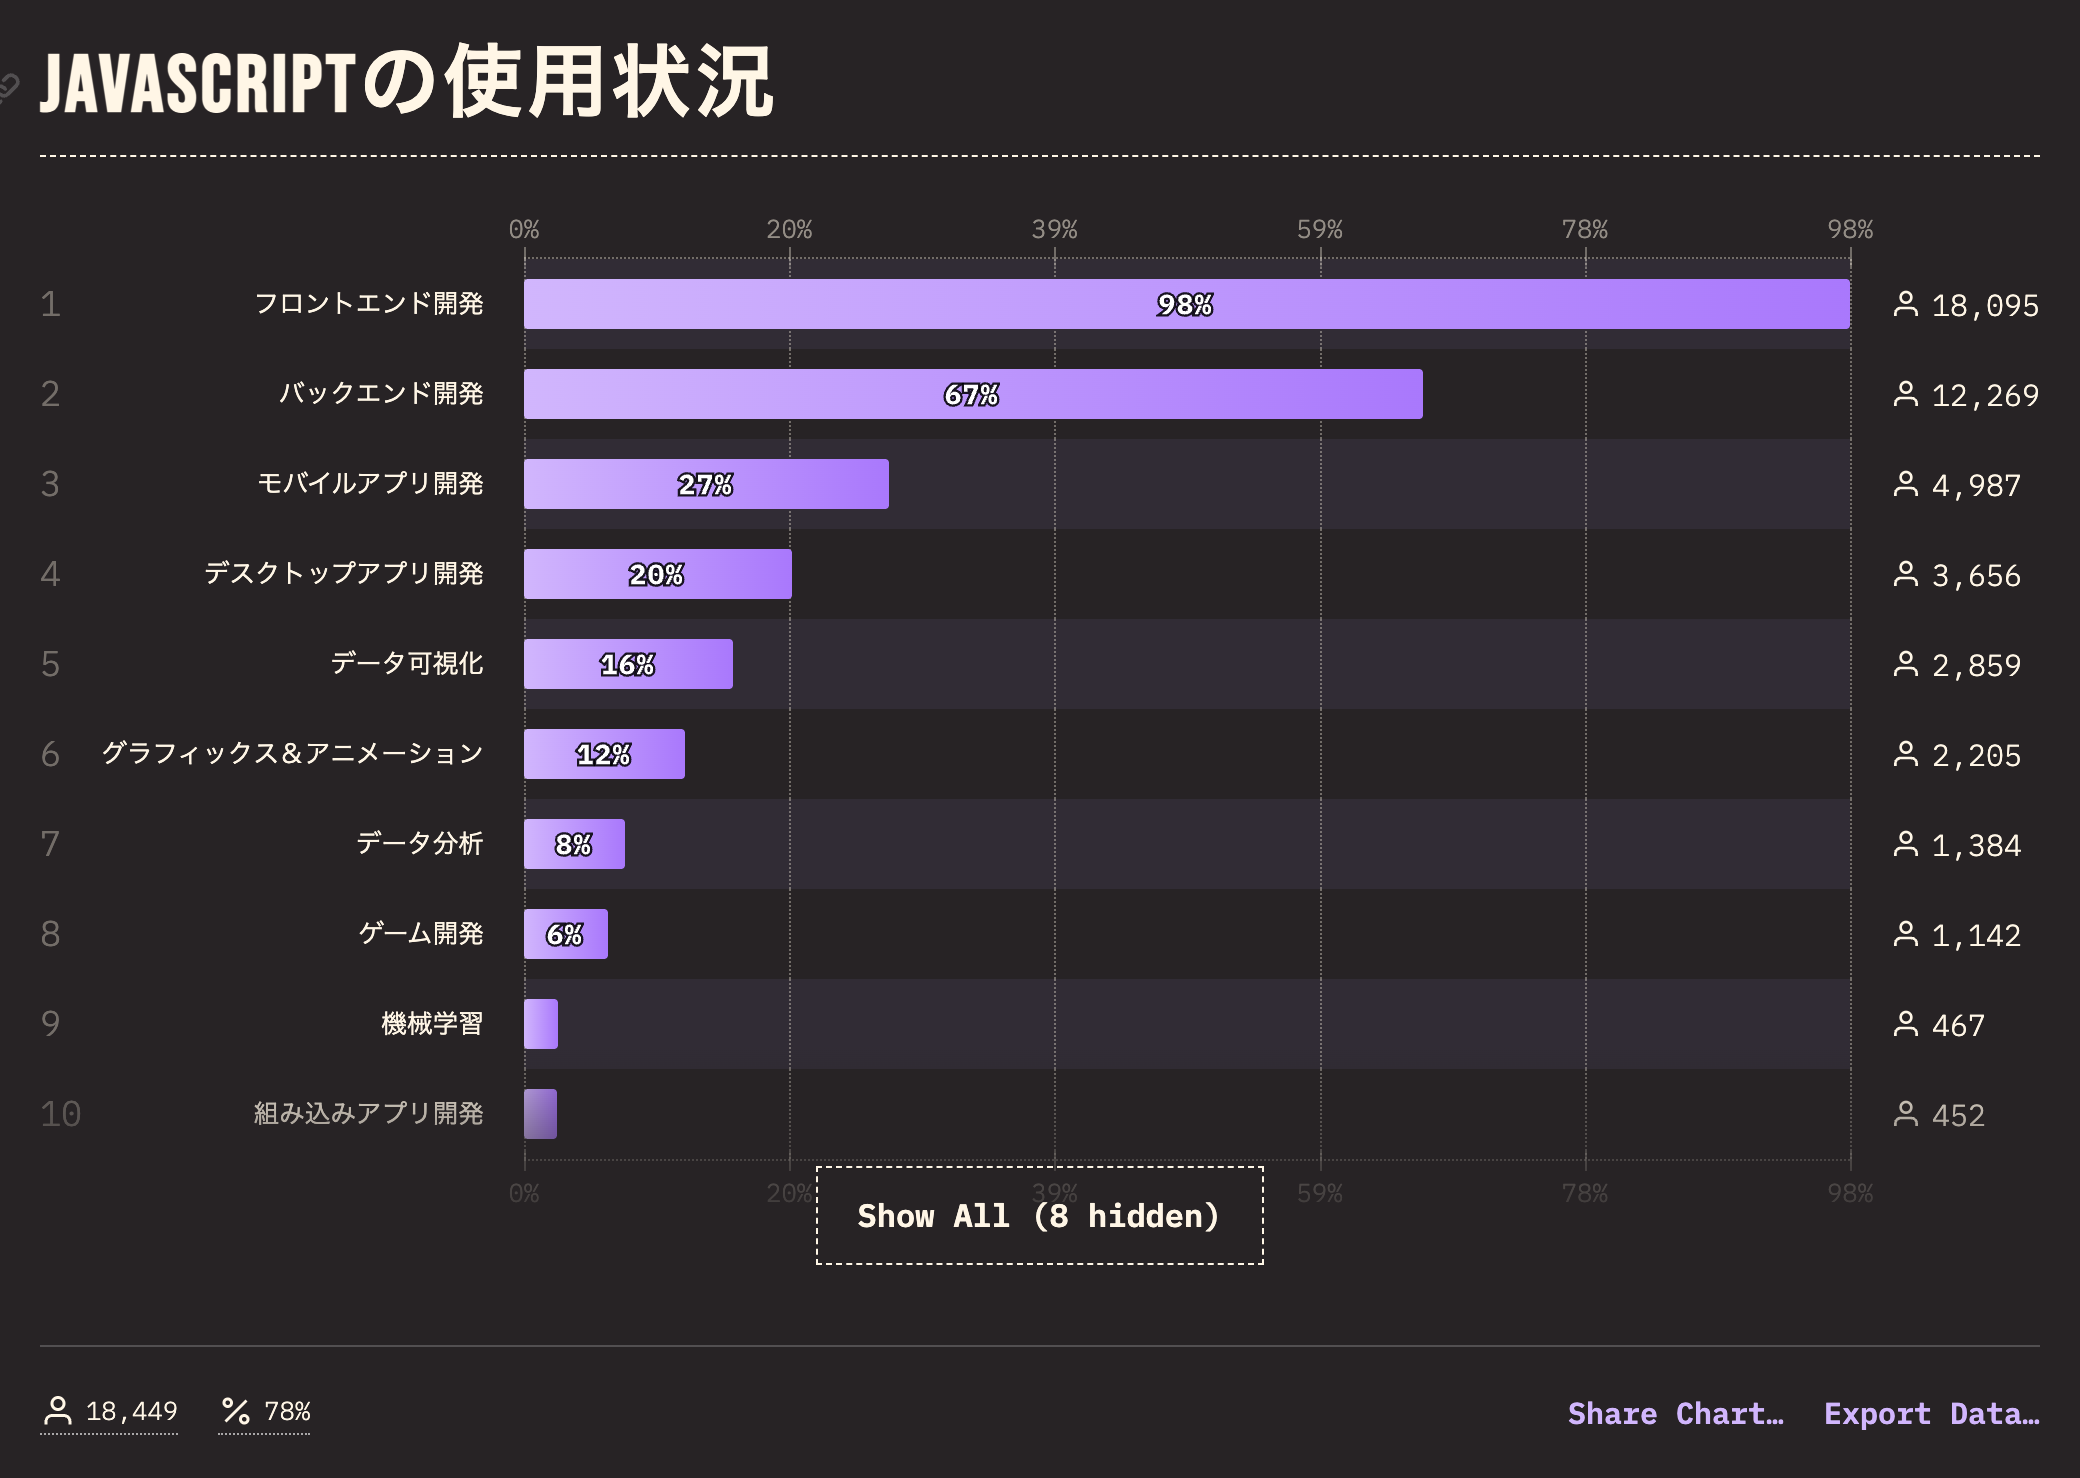 JAVASCRIPTの使用状況
0% 20% 39% 59% 78% 98%
1 フロントエンド開発 98% 18,095
2 バックエンド開発 67% 12,269
3 モバイルアプリ開発 27% 4,987
4 デスクトップアプリ開発 20% 3,656
5 データ可視化 16% 2,859
6 グラフィックス＆アニメーション 12% 2,205
7 データ分析 8% 1,384
8 ゲーム開発 6% 1,142
9 機械学習 467
10 組み込みアプリ開発 452
0% 20% 39% 59% 78% 98%
Show All (8 hidden)
18,449 % 78% Share Chart… Export Data…